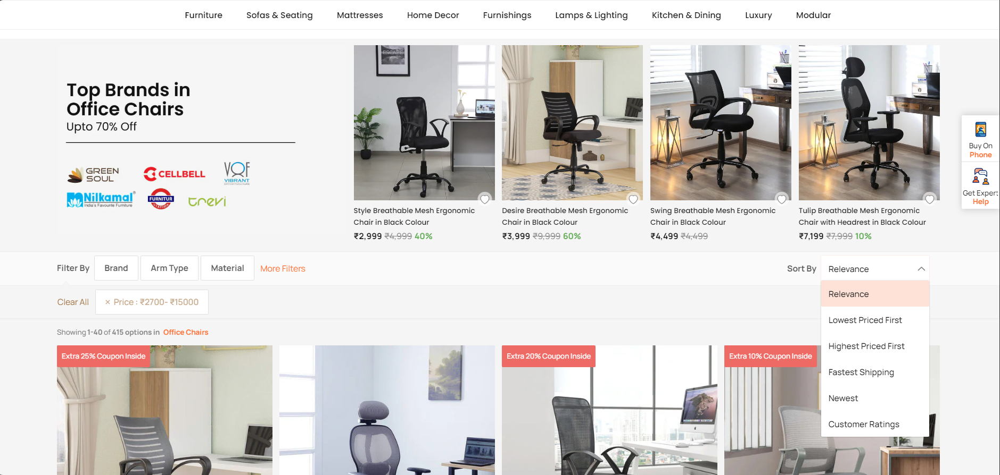 Furniture
Sofas & Seating
Mattresses
Home Decor
Furnishings
Lamps & Lighting
Kitchen & Dining
Luxury
Modular
Top Brands in
Office Chairs
Upto 70% Off
GREEN
SOUL
CELLBELL
VOF
VIBRANT
OFFICE FURNITURE
Nilkamal®
India's Favourite Furniture
FURNITUR
STATION
trevi
ESCAPE
Style Breathable Mesh Ergonomic
Chair in Black Colour
₹2,999 ₹4,999 40%
Desire Breathable Mesh Ergonomic
Chair in Black Colour
₹3,999 ₹9,999 60%
Swing Breathable Mesh Ergonomic
Chair in Black Colour
₹4,499 ₹4,499
Tulip Breathable Mesh Ergonomic
Chair with Headrest in Black Colour
₹7,199 ₹7,999 10%
Buy On
Phone
Get Expert
Help
Filter By
Brand
Arm Type
Material
More Filters
Sort By
Relevance
Relevance
Lowest Priced First
Highest Priced First
Fastest Shipping
Newest
Customer Ratings
Clear All
× Price : ₹2700- ₹15000
Showing 1-40 of 415 options in Office Chairs
Extra 25% Coupon Inside
Extra 20% Coupon Inside
Extra 10% Coupon Inside